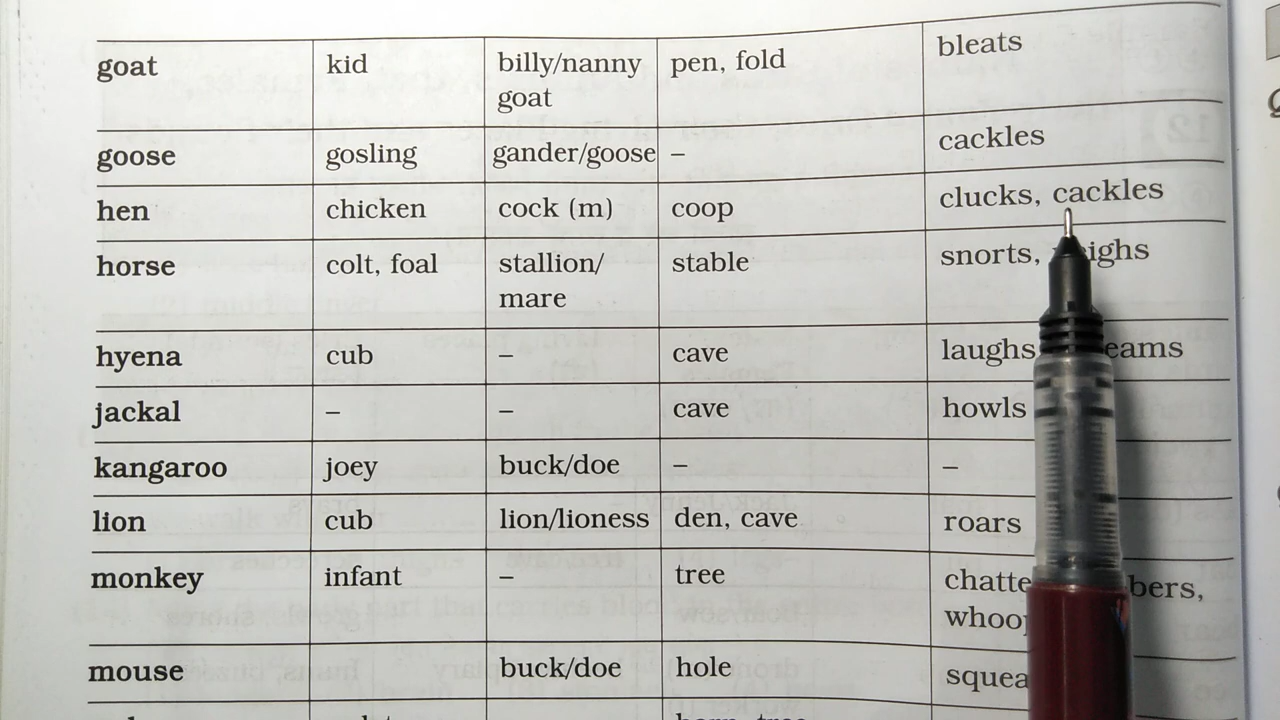 goat kid billy/nanny pen, fold bleats
goat
goose gosling gander/goose – cackles
hen chicken cock (m) coop clucks, cackles
horse colt, foal stallion/ stable snorts,
mare
hyena cub – cave laughs
jackal – – cave howls
kangaroo joey buck/doe – –
lion cub lion/lioness den, cave roars
monkey infant – tree
mouse buck/doe hole